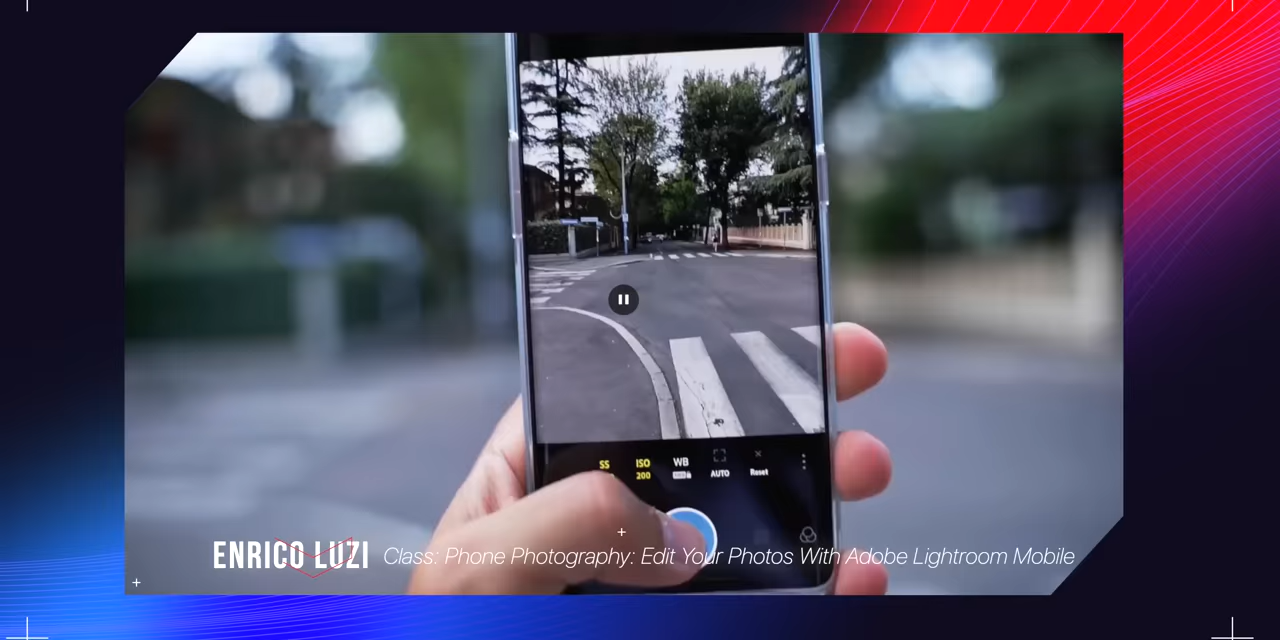 SS ISO WB AUTO Reset
200
ENRICO LUZI Class: Phone Photography: Edit Your Photos With Adobe Lightroom Mobile